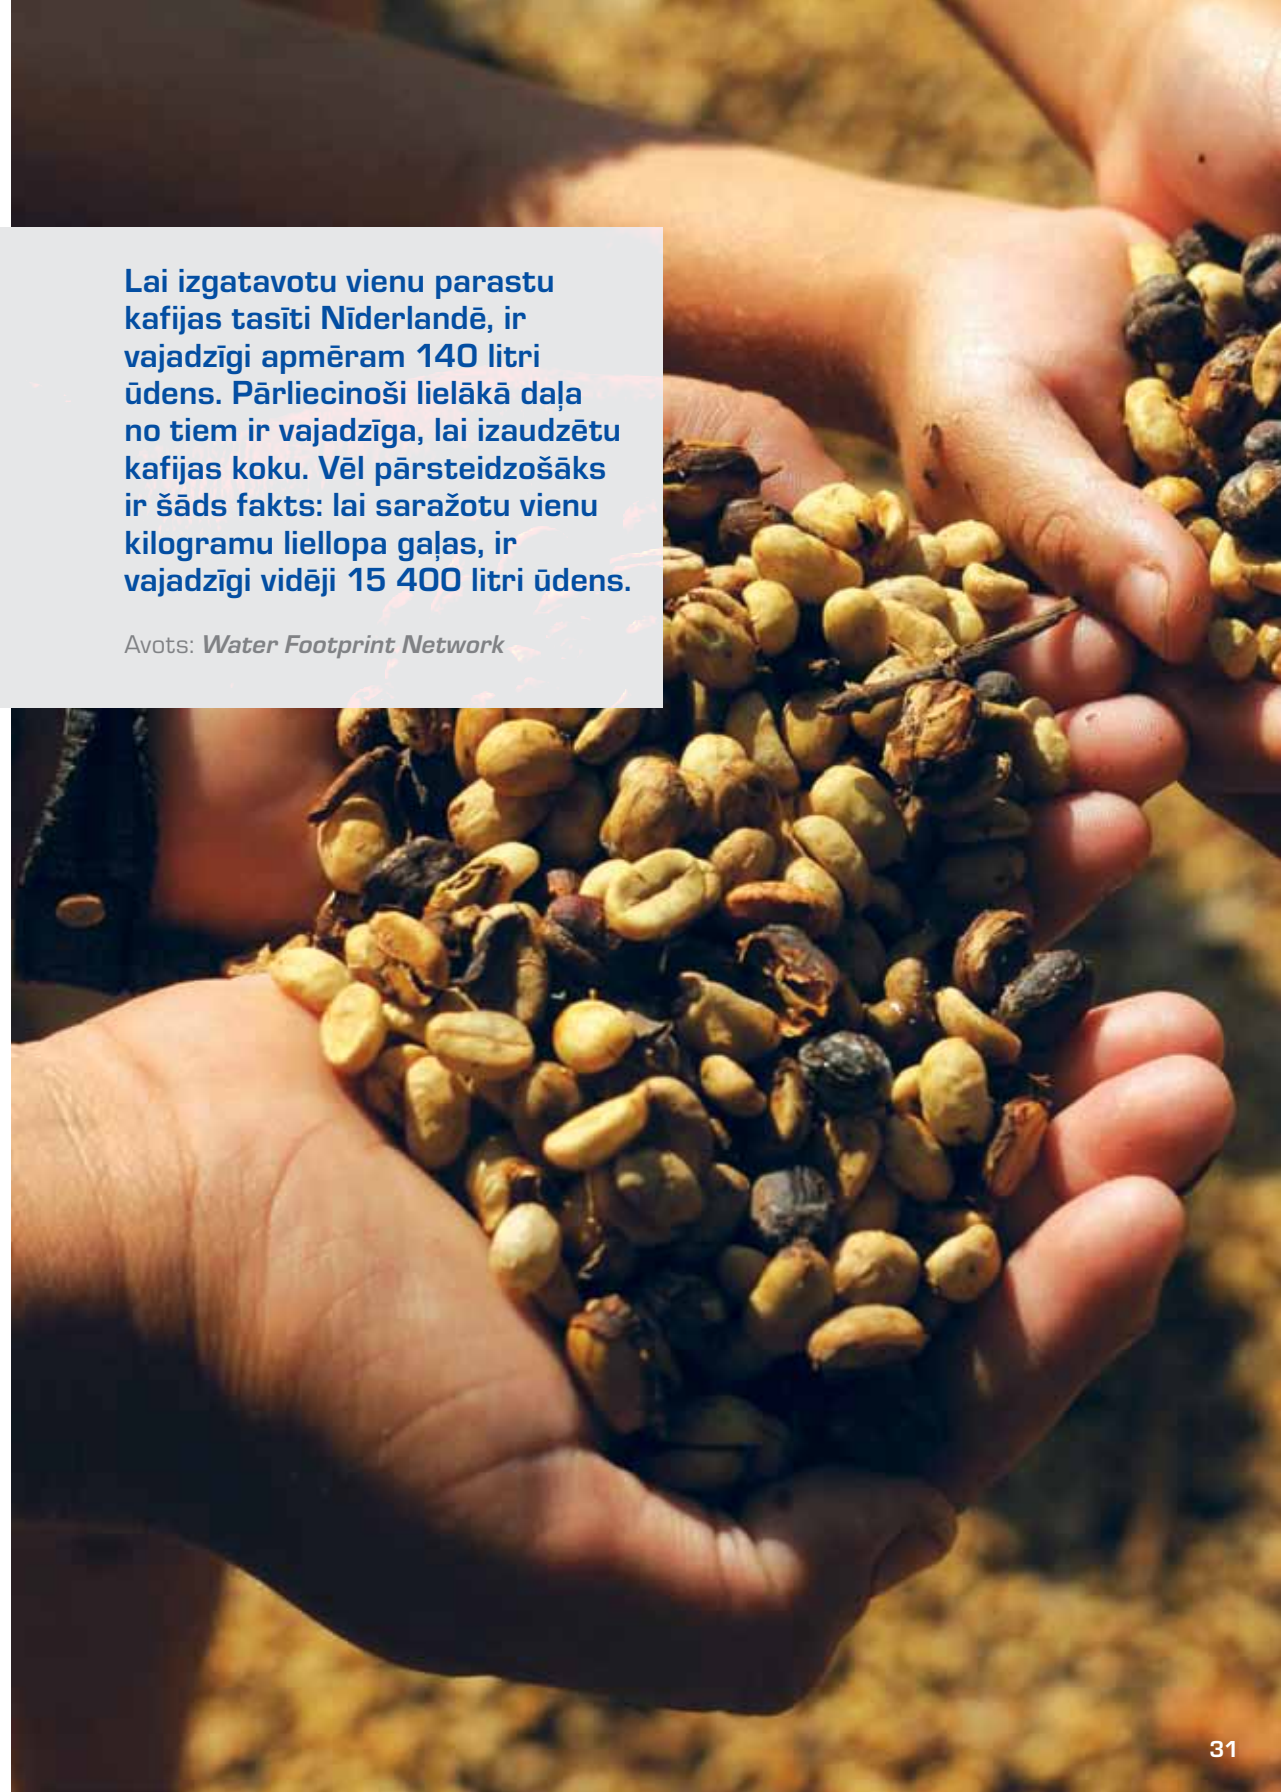 Lai izgatavotu vienu parastu
kafijas tasīti Nīderlandē, ir
vajadzīgi apmēram 140 litri
ūdens. Pārliecinoši lielākā daļa
no tiem ir vajadzīga, lai izaudzētu
kafijas koku. Vēl pārsteidzošāks
ir šāds fakts: lai saražotu vienu
kilogramu liellopa gaļas, ir
vajadzīgi vidēji 15 400 litri ūdens.
Avots: Water Footprint Network
31